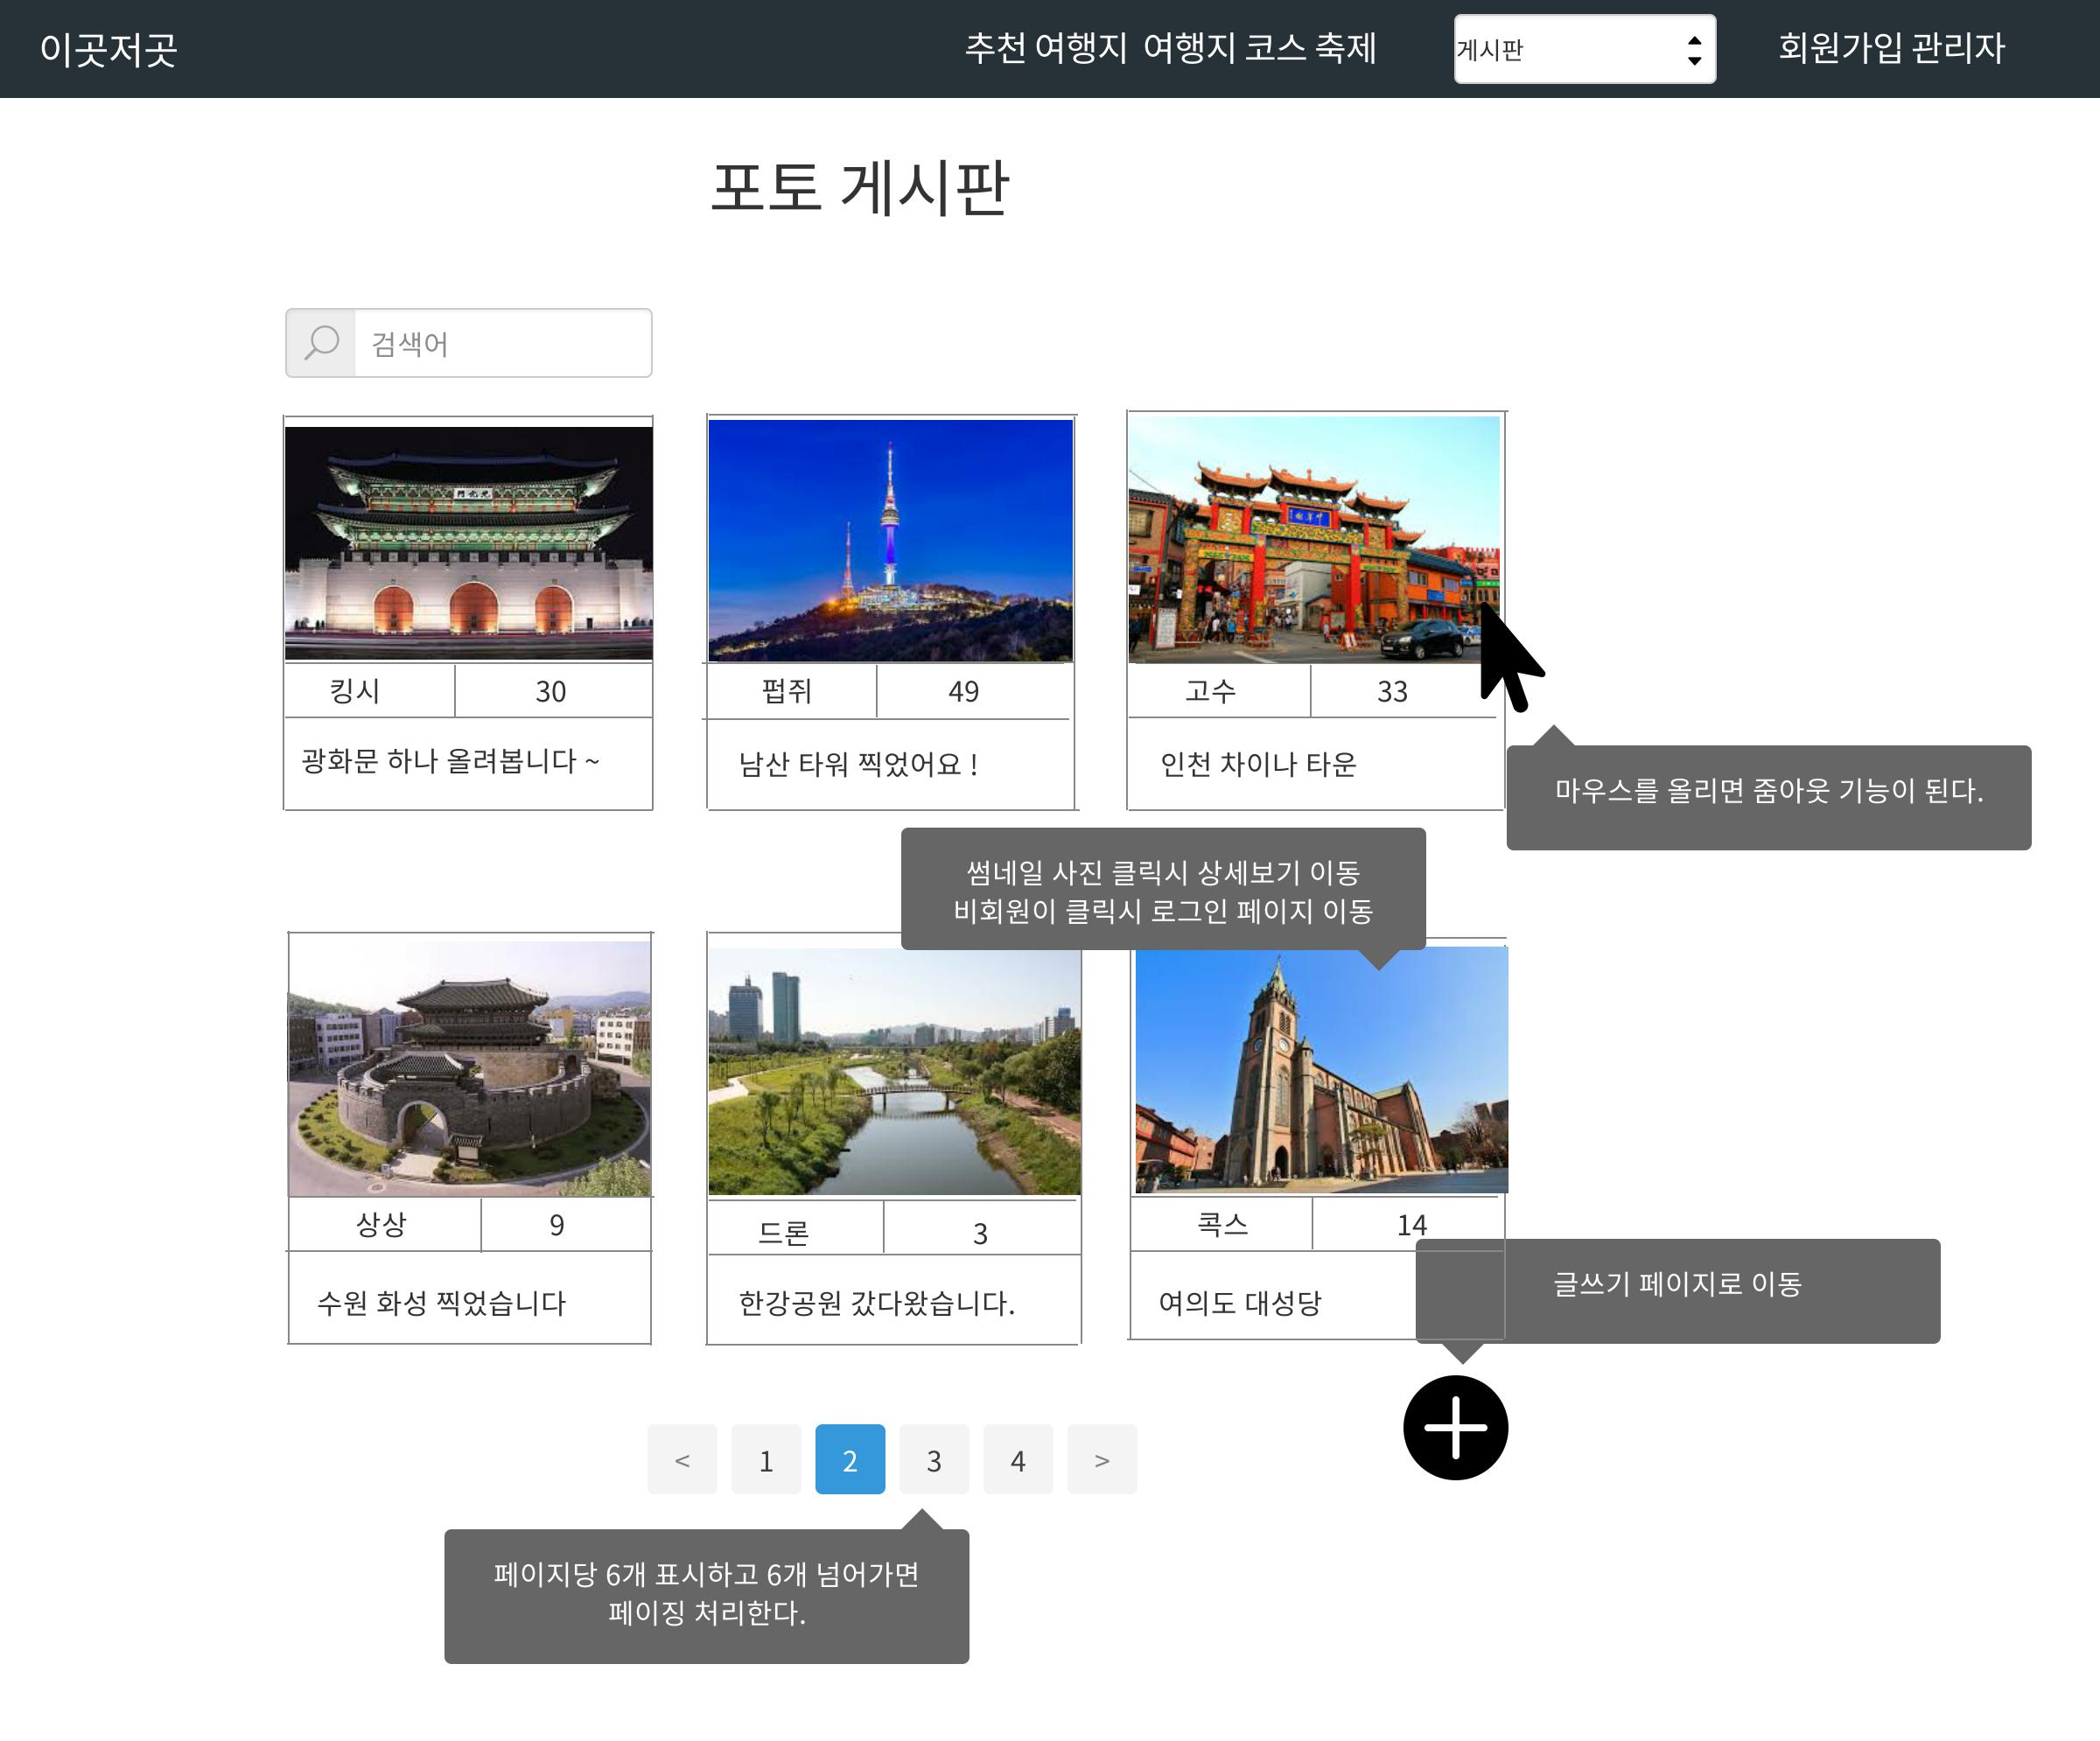 이곳저곳
추천 여행지 여행지 코스 축제
게시판
회원가입 관리자
포토 게시판
검색어
킹시 30
광화문 하나 올려봅니다 ~
펍쥐 49
남산 타워 찍었어요 !
고수 33
인천 차이나 타운
마우스를 올리면 줌아웃 기능이 된다.
썸네일 사진 클릭시 상세보기 이동
비회원이 클릭시 로그인 페이지 이동
상상 9
수원 화성 찍었습니다
드론 3
한강공원 갔다왔습니다.
콕스 14
여의도 대성당
글쓰기 페이지로 이동
< 1 2 3 4 >
페이지당 6개 표시하고 6개 넘어가면
페이징 처리한다.